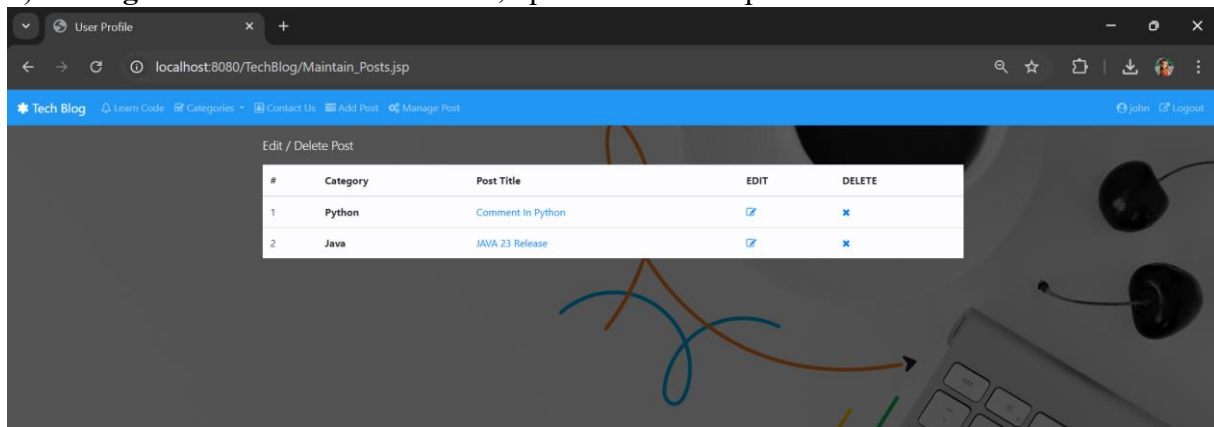 User Profile
localhost:8080/TechBlog/Maintain_Posts.jsp
Tech Blog Learn Code Categories Contact Us Add Post Manage Post john Logout
Edit / Delete Post
# Category Post Title EDIT DELETE
1 Python Comment In Python
2 Java JAVA 23 Release